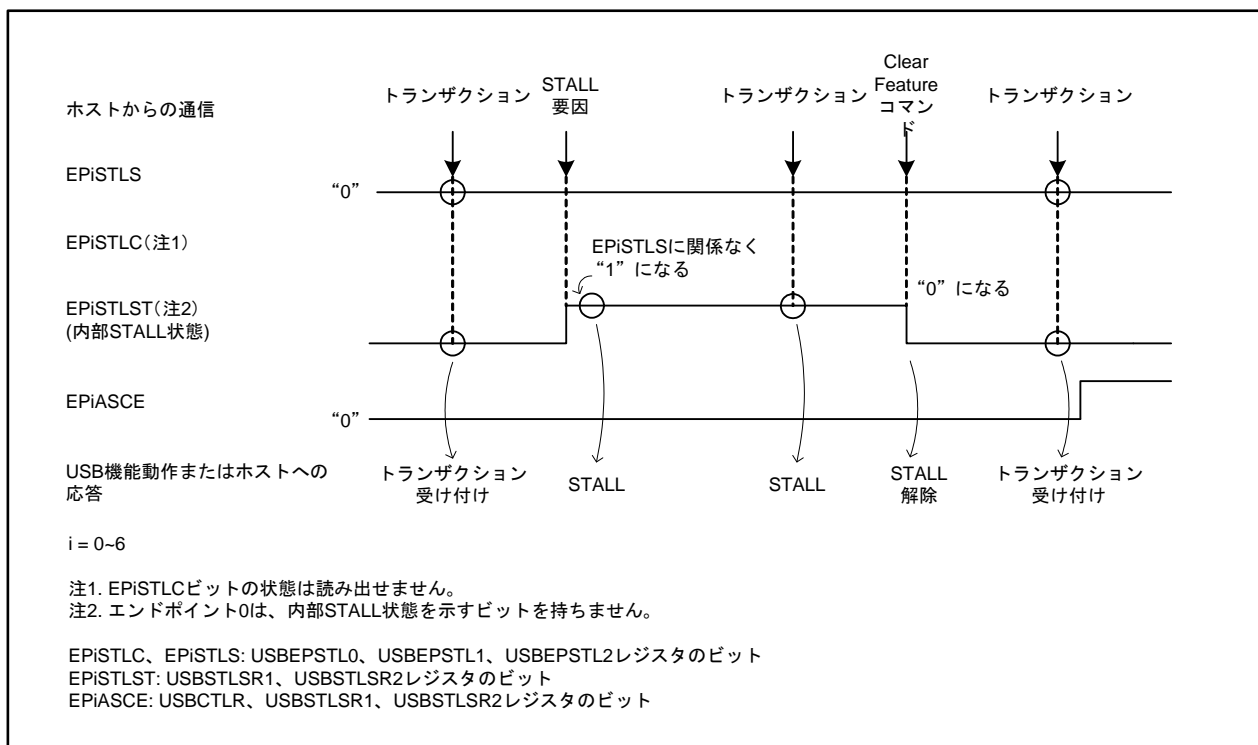 ホストからの通信
トランザクション
STALL
要因
トランザクション
Clear
Feature
コマン
ド
トランザクション
EPiSTLS
“0”
EPiSTLC(注1)
EPiSTLSに関係なく
“1” になる
EPiSTLST(注2)
(内部STALL状態)
“0” になる
EPiASCE
“0”
USB機能動作またはホストへの
応答
トランザクション
受け付け
STALL
STALL
STALL
解除
トランザクション
受け付け
i = 0~6
注1. EPiSTLCビットの状態は読み出せません。
注2. エンドポイント0は、内部STALL状態を示すビットを持ちません。
EPiSTLC、EPiSTLS: USBEPSTL0、USBEPSTL1、USBEPSTL2レジスタのビット
EPiSTLST: USBSTLSR1、USBSTLSR2レジスタのビット
EPiASCE: USBCTLR、USBSTLSR1、USBSTLSR2レジスタのビット